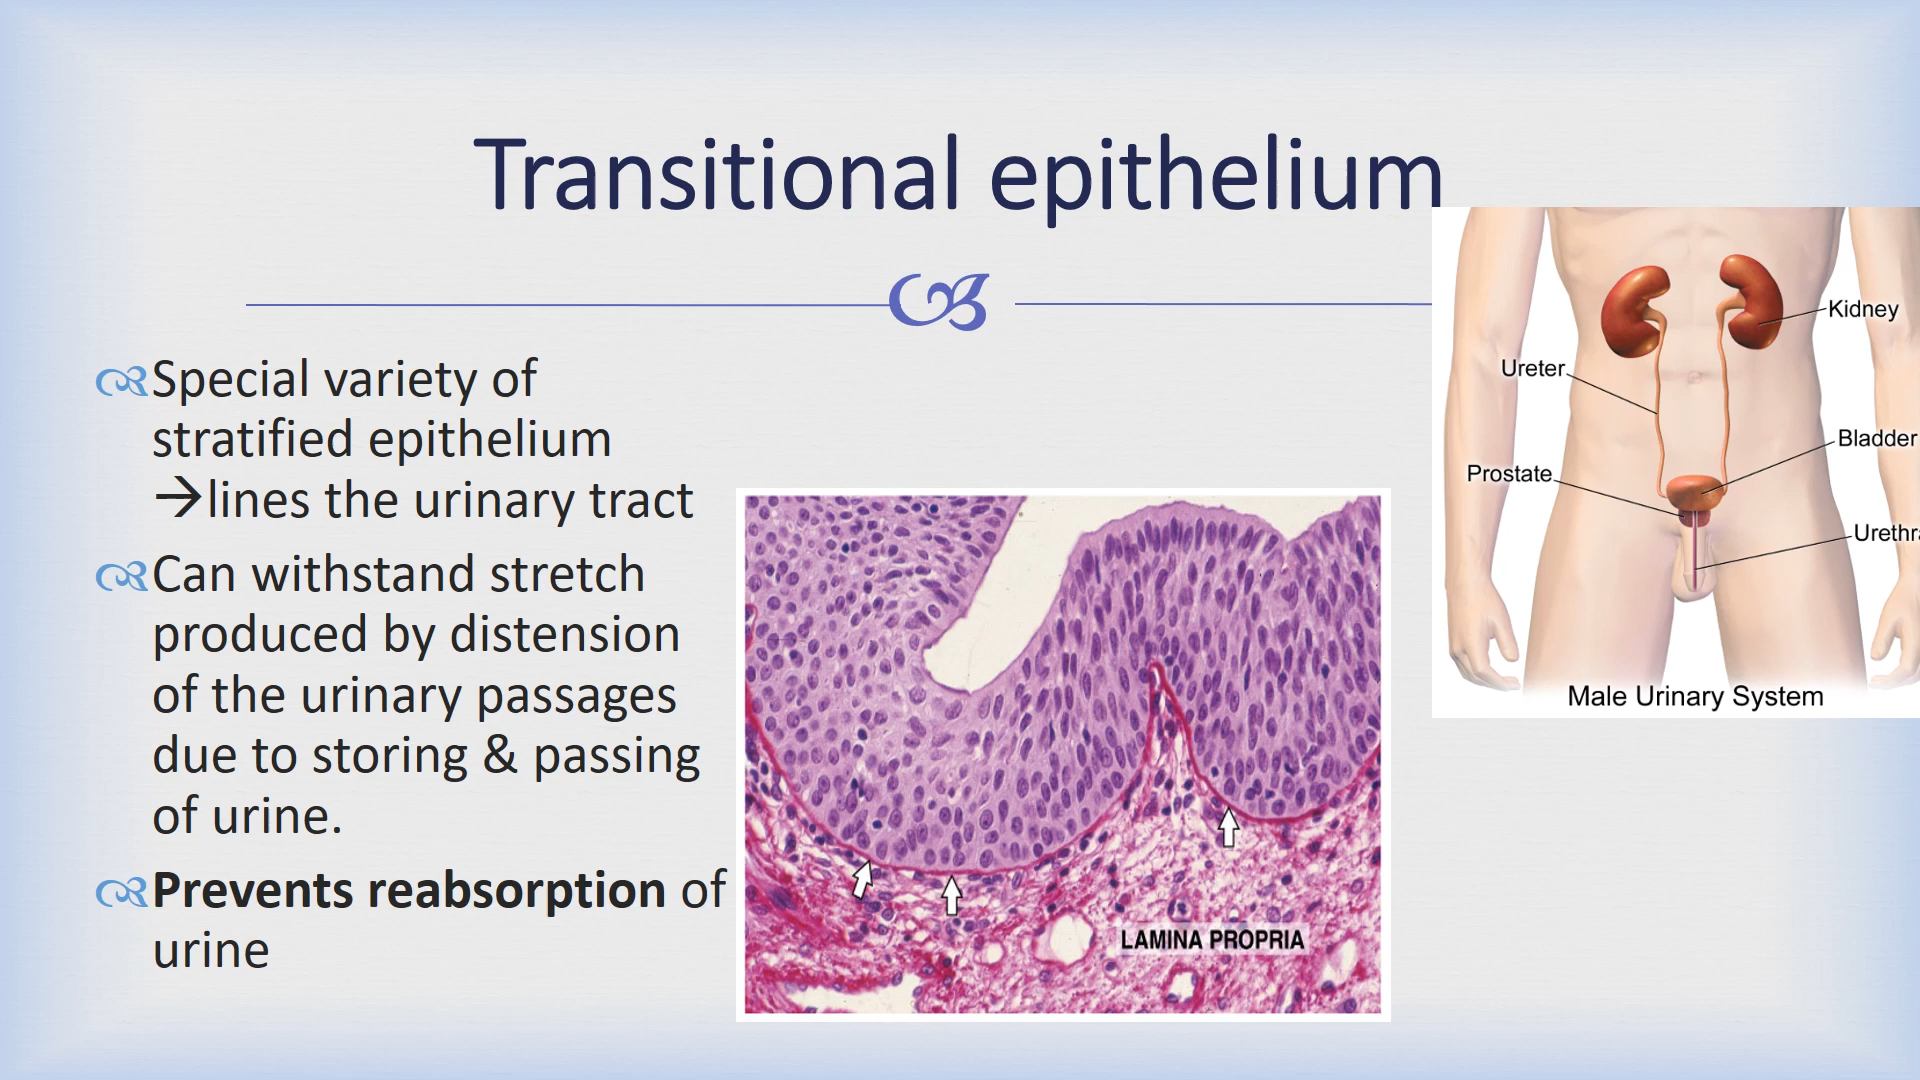 Transitional epithelium
Special variety of
stratified epithelium
→lines the urinary tract
Can withstand stretch
produced by distension
of the urinary passages
due to storing & passing
of urine.
Prevents reabsorption of
urine
LAMINA PROPRIA
Kidney
Ureter
Bladder
Prostate
Urethra
Male Urinary System